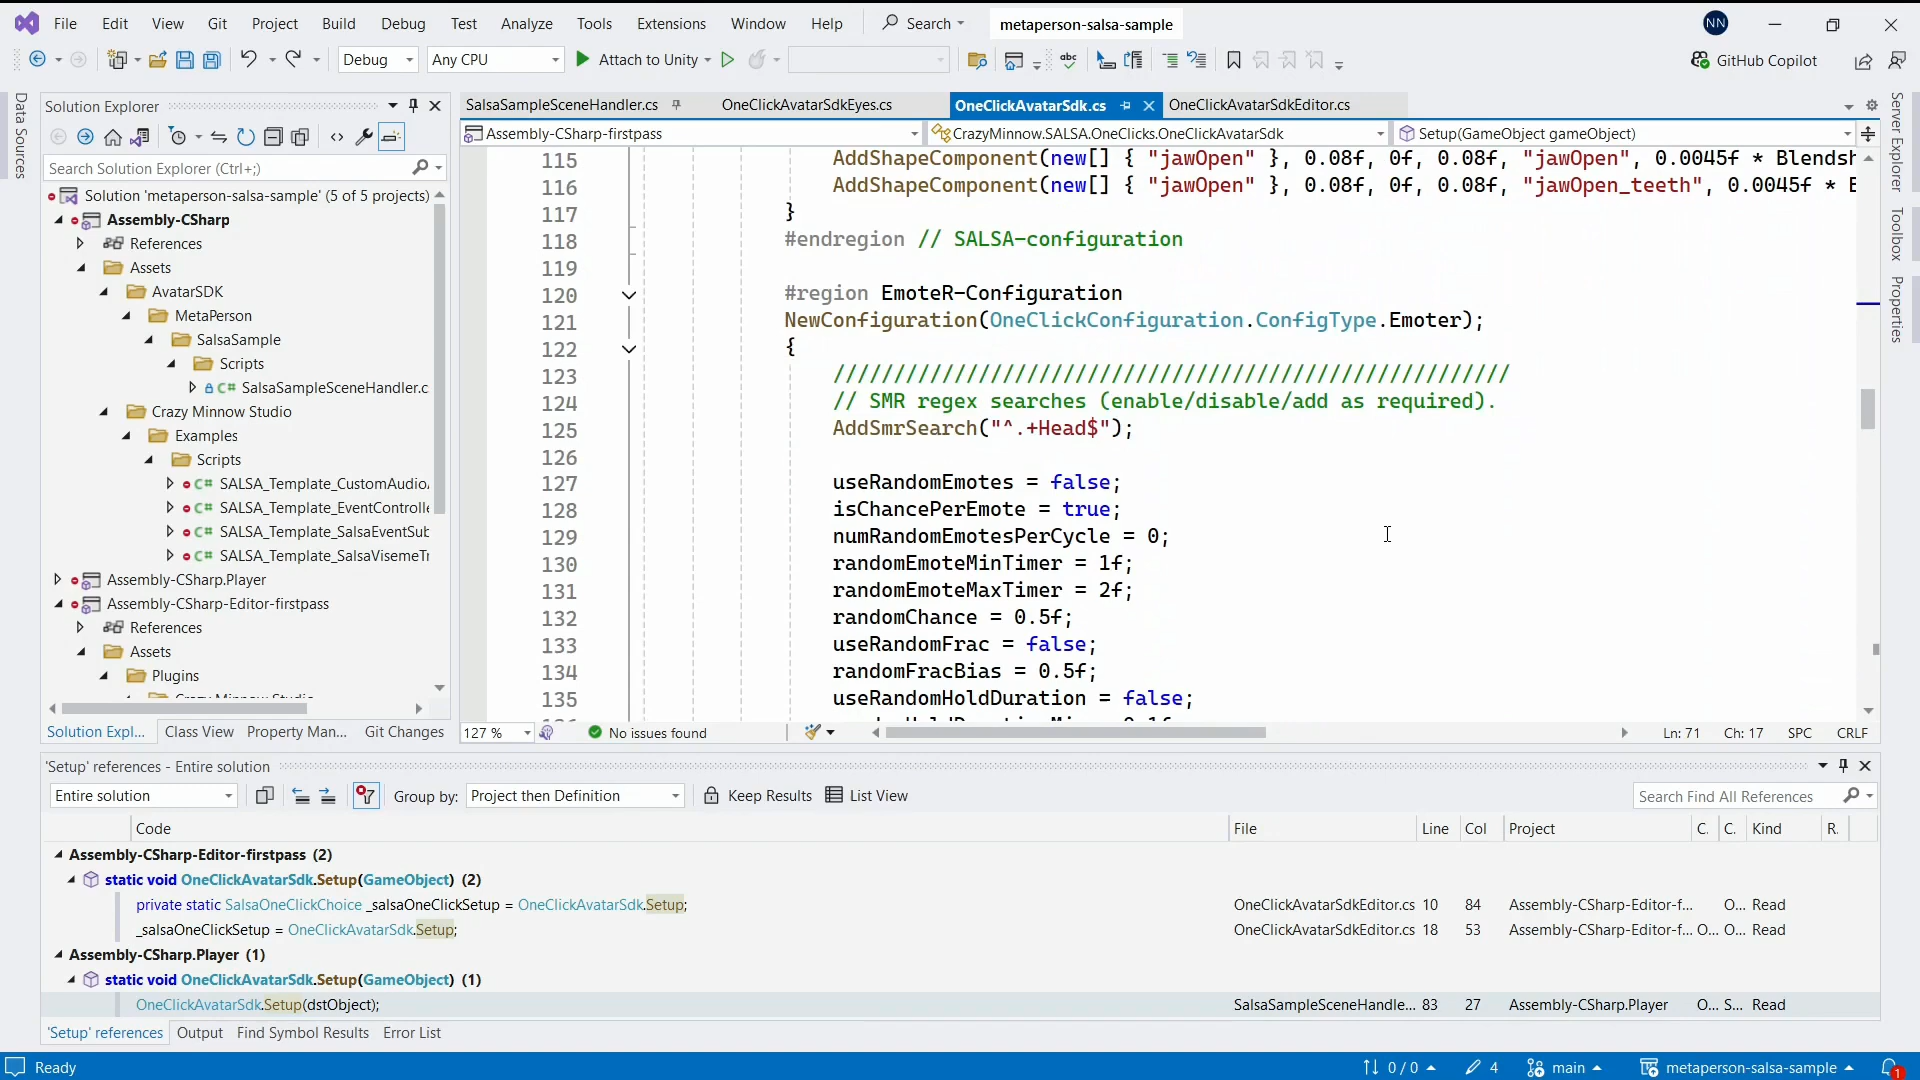 File Edit View Git Project Build Debug Test Analyze Tools Extensions Window Help Search metaperson-salsa-sample NN
Debug Any CPU Attach to Unity GitHub Copilot
Data Sources
Solution Explorer
Search Solution Explorer (Ctrl+;)
Solution 'metaperson-salsa-sample' (5 of 5 projects)
Assembly-CSharp
References
Assets
AvatarSDK
MetaPerson
SalsaSample
Scripts
C# SalsaSampleSceneHandler.c
Crazy Minnow Studio
Examples
Scripts
C# SALSA_Template_CustomAudio
C# SALSA_Template_EventControlle
C# SALSA_Template_SalsaEventSub
C# SALSA_Template_SalsaVisemeTr
Assembly-CSharp.Player
Assembly-CSharp-Editor-firstpass
References
Assets
Plugins
Crazy Minnow Studio
Solution Expl... Class View Property Man... Git Changes
SalsaSampleSceneHandler.cs OneClickAvatarSdkEyes.cs OneClickAvatarSdk.cs OneClickAvatarSdkEditor.cs
Assembly-CSharp-firstpass CrazyMinnow.SALSA.OneClicks.OneClickAvatarSdk Setup(GameObject gameObject)
115 AddShapeComponent(new[] { "jawOpen" }, 0.08f, 0f, 0.08f, "jawOpen", 0.0045f * Blendsh
116 AddShapeComponent(new[] { "jawOpen" }, 0.08f, 0f, 0.08f, "jawOpen_teeth", 0.0045f * B
117 }
118 #endregion // SALSA-configuration
119
120 #region EmoteR-Configuration
121 NewConfiguration(OneClickConfiguration.ConfigType.Emoter);
122 {
123 ////////////////////////////////////////////////////////
124 // SMR regex searches (enable/disable/add as required).
125 AddSmrSearch("^.+Head$");
126
127 useRandomEmotes = false;
128 isChancePerEmote = true;
129 numRandomEmotesPerCycle = 0;
130 randomEmoteMinTimer = 1f;
131 randomEmoteMaxTimer = 2f;
132 randomChance = 0.5f;
133 useRandomFrac = false;
134 randomFracBias = 0.5f;
135 useRandomHoldDuration = false;
127 % No issues found Ln: 71 Ch: 17 SPC CRLF
Server Explorer
Toolbox
Properties
'Setup' references - Entire solution
Entire solution Group by: Project then Definition Keep Results List View Search Find All References
Code File Line Col Project C. C. Kind R.
Assembly-CSharp-Editor-firstpass (2)
static void OneClickAvatarSdk.Setup(GameObject) (2)
private static SalsaOneClickChoice _salsaOneClickSetup = OneClickAvatarSdk.Setup; OneClickAvatarSdkEditor.cs 10 84 Assembly-CSharp-Editor-f... O... Read
_salsaOneClickSetup = OneClickAvatarSdk.Setup; OneClickAvatarSdkEditor.cs 18 53 Assembly-CSharp-Editor-f... O... O... Read
Assembly-CSharp.Player (1)
static void OneClickAvatarSdk.Setup(GameObject) (1)
OneClickAvatarSdk.Setup(dstObject); SalsaSampleSceneHandle... 83 27 Assembly-CSharp.Player O... S... Read
'Setup' references Output Find Symbol Results Error List
Ready 0 / 0 4 main metaperson-salsa-sample 1